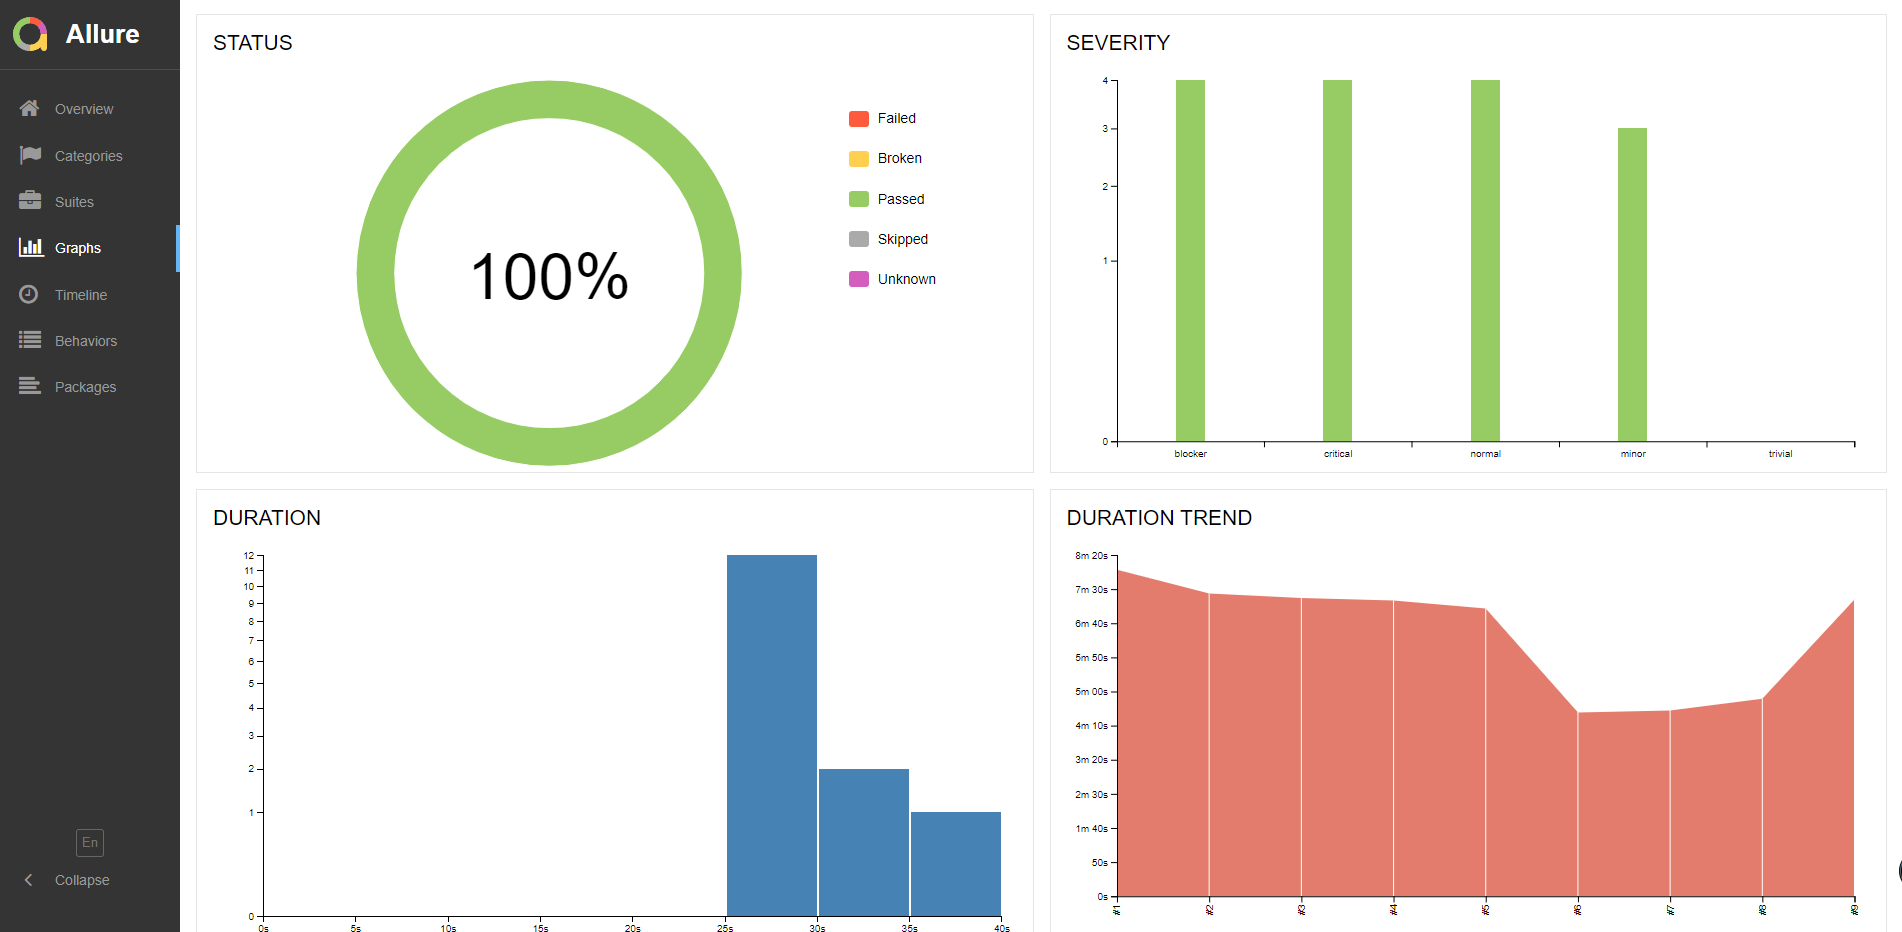 Allure
Overview
Categories
Suites
Graphs
Timeline
Behaviors
Packages
En
Collapse
STATUS
100%
Failed
Broken
Passed
Skipped
Unknown
SEVERITY
4
3
2
1
0
blocker critical normal minor trivial
DURATION
12
11
10
9
8
7
6
5
4
3
2
1
0
0s 5s 10s 15s 20s 25s 30s 35s 40s
DURATION TREND
8m 20s
7m 30s
6m 40s
5m 50s
5m 00s
4m 10s
3m 20s
2m 30s
1m 40s
50s
0s
#1 #2 #3 #4 #5 #6 #7 #8 #9